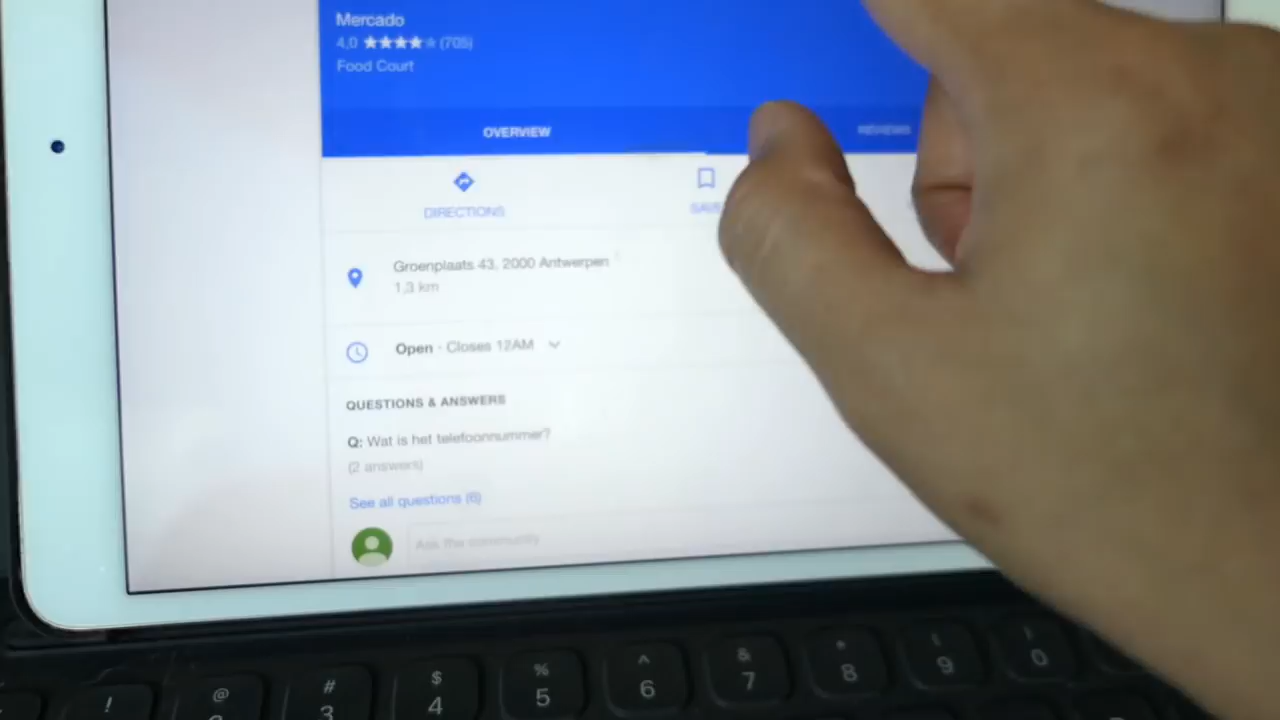 Mercado
4,0 ★★★★★ (705)
Food Court
OVERVIEW
REVIEWS
DIRECTIONS
SAVE
Groenplaats 43, 2000 Antwerpen
1,3 km
Open · Closes 12AM
QUESTIONS & ANSWERS
Q: Wat is het telefoonnummer?
(2 answers)
See all questions (6)
Ask the community
! @ # $ % ^ & * ( )
3 4 5 6 7 8 9 0